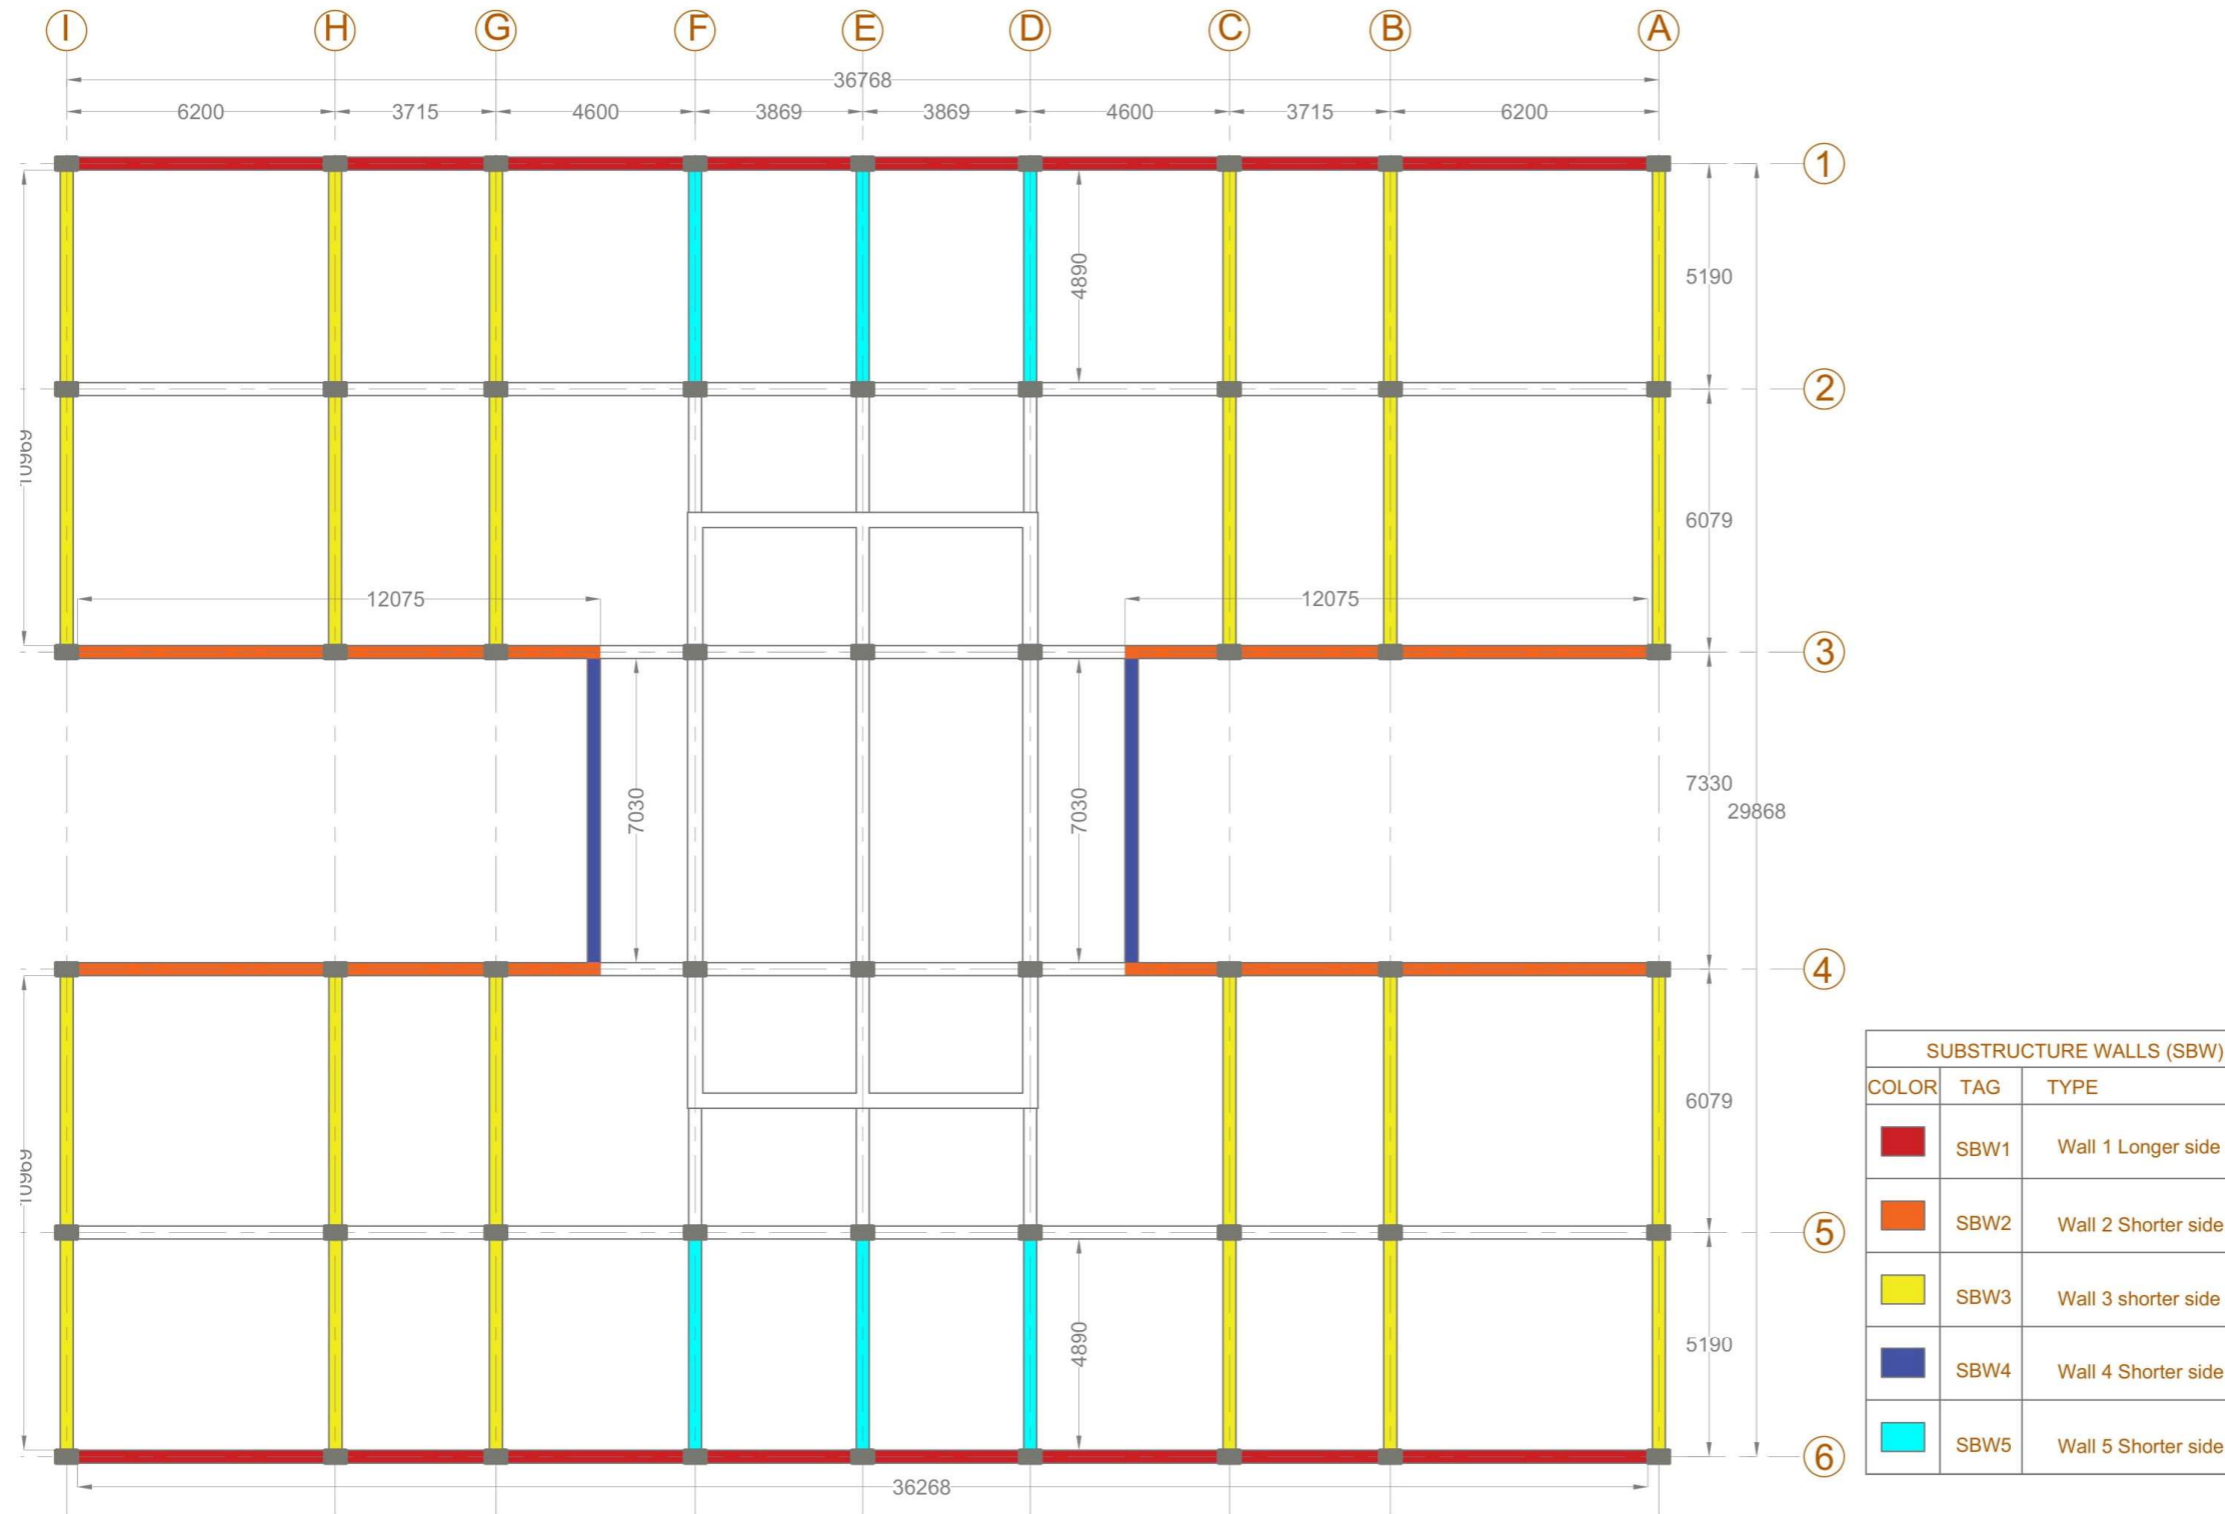 I H G F E D C B A
36768
6200 3715 4600 3869 3869 4600 3715 6200
1
4890
5190
2
10969
6079
12075
12075
3
7030
7030
7330
29868
4
6079
10969
5
4890
5190
6
36268
SUBSTRUCTURE WALLS (SBW)
COLOR TAG TYPE
SBW1 Wall 1 Longer side
SBW2 Wall 2 Shorter side
SBW3 Wall 3 shorter side
SBW4 Wall 4 Shorter side
SBW5 Wall 5 Shorter side